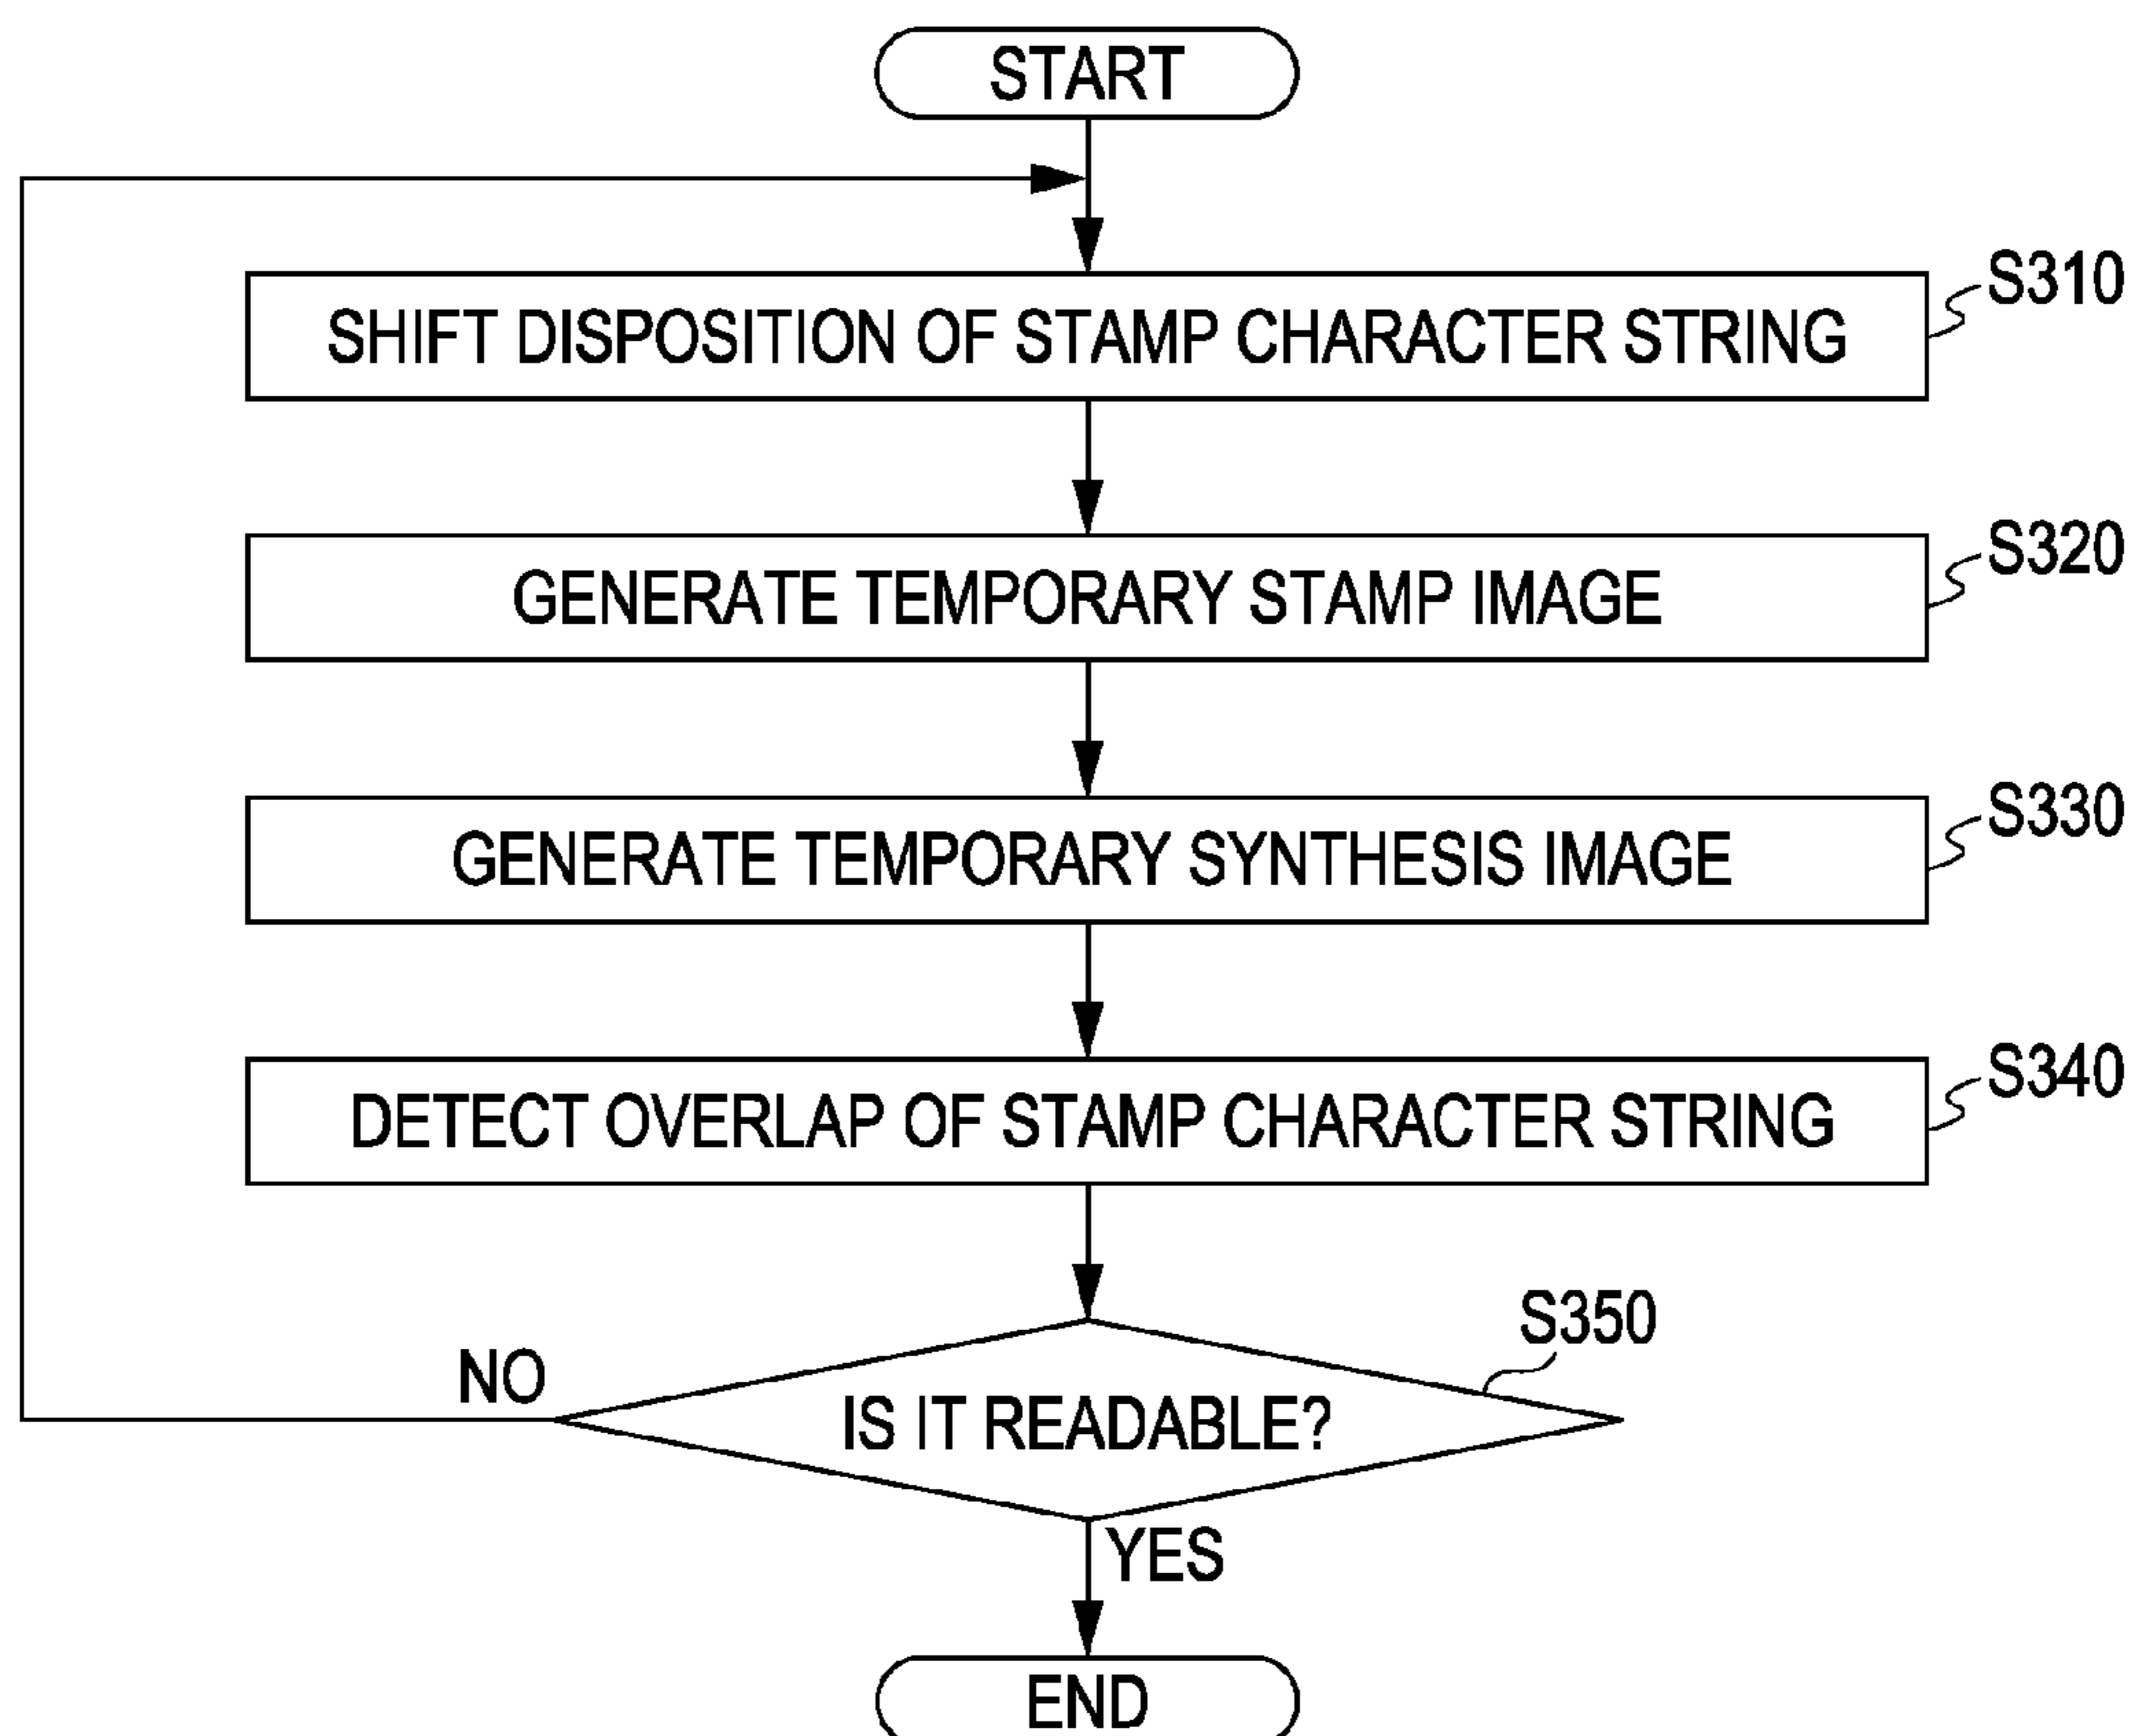 START
SHIFT DISPOSITION OF STAMP CHARACTER STRING
S310
GENERATE TEMPORARY STAMP IMAGE
S320
GENERATE TEMPORARY SYNTHESIS IMAGE
S330
DETECT OVERLAP OF STAMP CHARACTER STRING
S340
S350
NO
IS IT READABLE?
YES
END